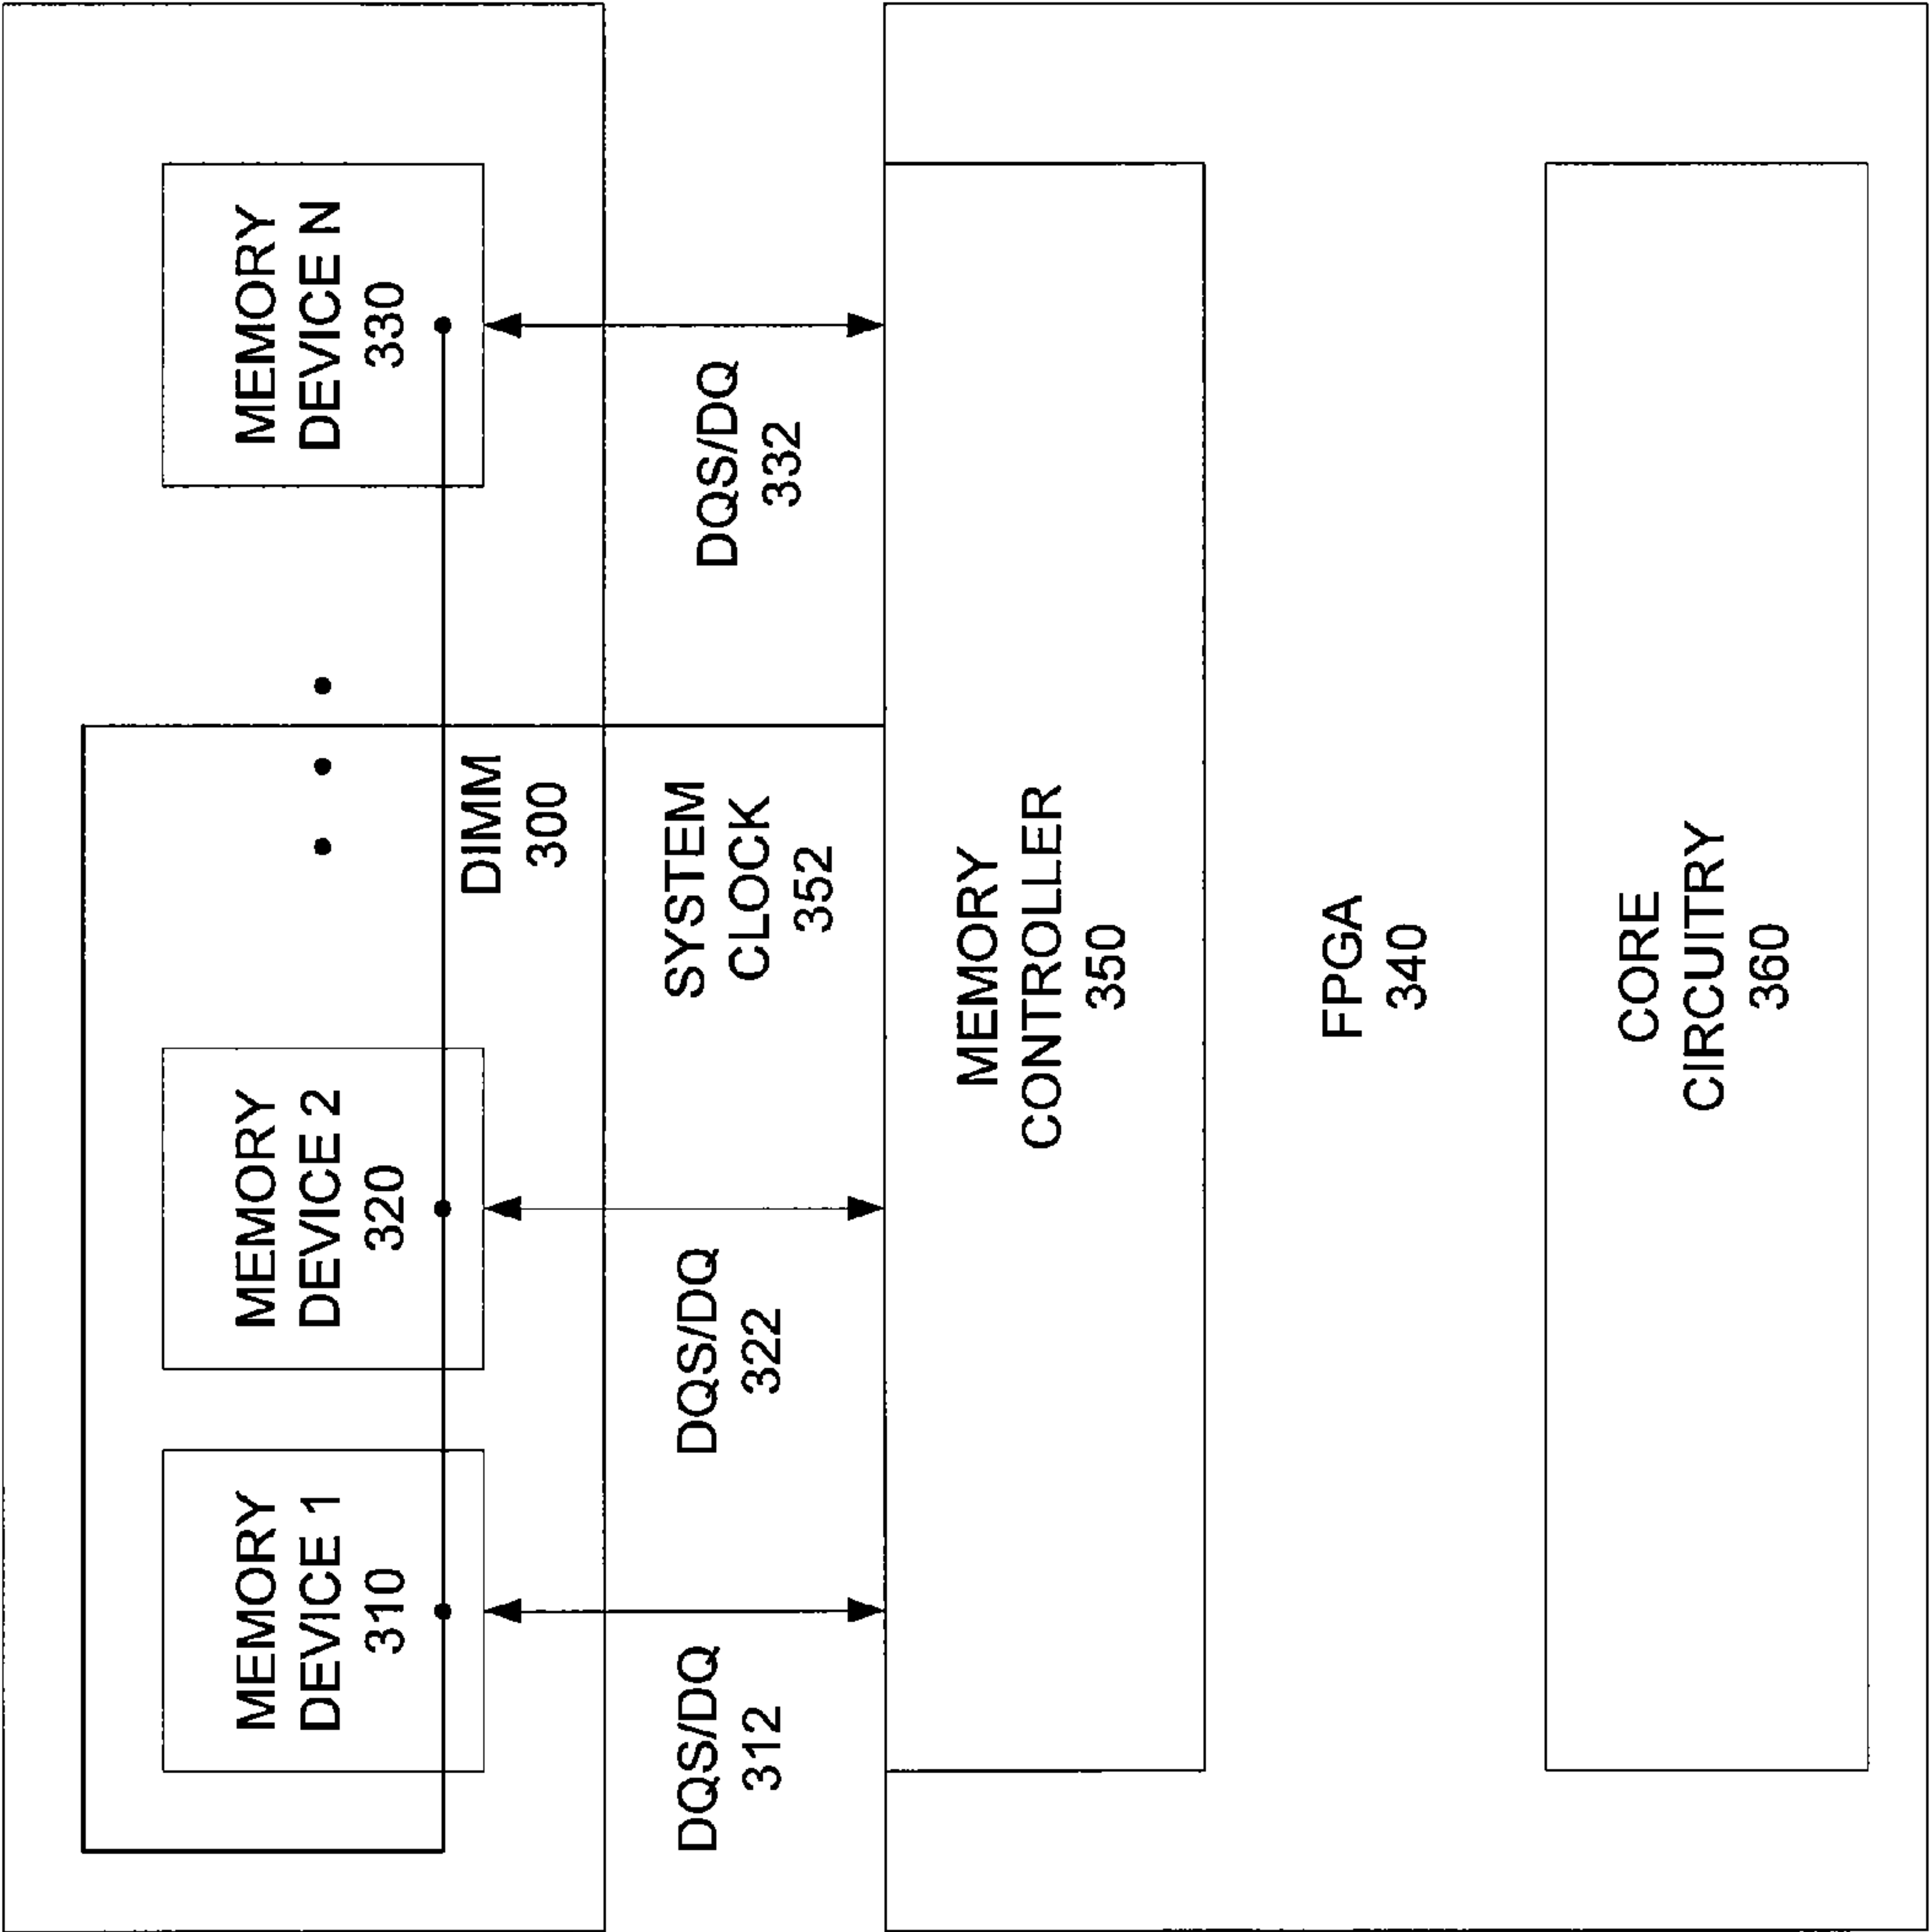 MEMORY
DEVICE 1
310
MEMORY
DEVICE 2
320
MEMORY
DEVICE N
330
DIMM
300
DQS/DQ
312
DQS/DQ
322
SYSTEM
CLOCK
352
DQS/DQ
332
MEMORY
CONTROLLER
350
FPGA
340
CORE
CIRCUITRY
360